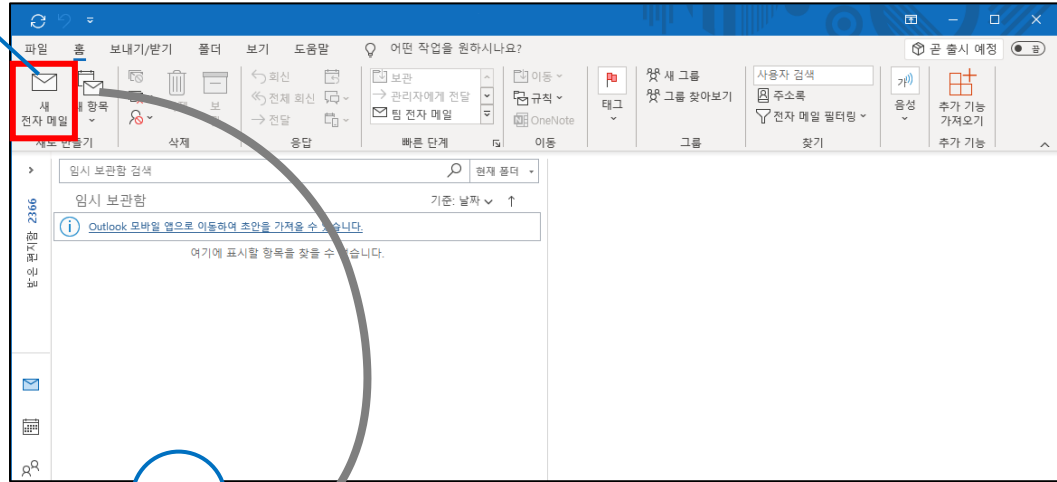 파일 홈 보내기/받기 폴더 보기 도움말 어떤 작업을 원하시나요? 곧 출시 예정
새
전자 메일
항목
회신
전체 회신
전달
보관
관리자에게 전달
팀 전자 메일
이동
규칙
OneNote
태그
새 그룹
그룹 찾아보기
사용자 검색
주소록
전자 메일 필터링
음성
추가 기능
가져오기
삭제 응답 빠른 단계 이동 그룹 찾기 추가 기능
임시 보관함 검색 현재 폴더
임시 보관함 기준: 날짜
Outlook 모바일 앱으로 이동하여 초안을 가져올 수 있습니다.
여기에 표시할 항목을 찾을 수 없습니다.
받은 편지함 2366